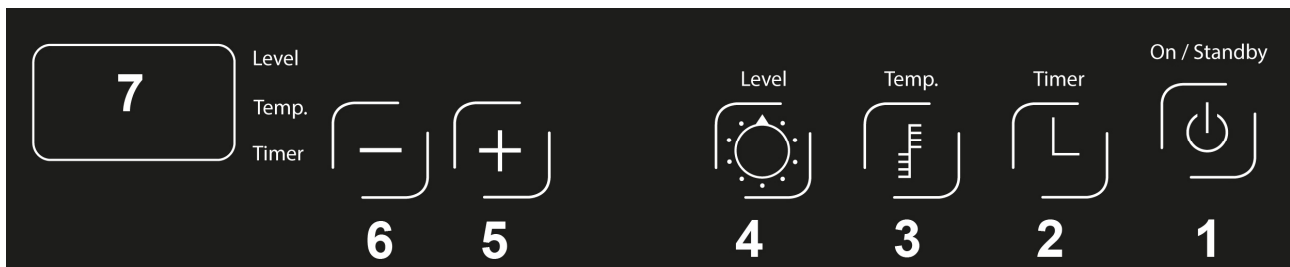 7
Level
Temp.
Timer
Level
Temp.
Timer
On / Standby
6
5
4
3
2
1